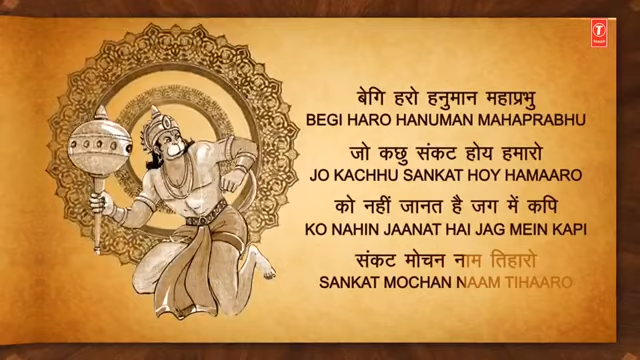 T
बेगि हरो हनुमान महाप्रभु
BEGI HARO HANUMAN MAHAPRABHU
जो कछु संकट होय हमारो
JO KACHHU SANKAT HOY HAMAARO
को नहीं जानत है जग में कपि
KO NAHIN JAANAT HAI JAG MEIN KAPI
संकट मोचन नाम तिहारो
SANKAT MOCHAN NAAM TIHAARO